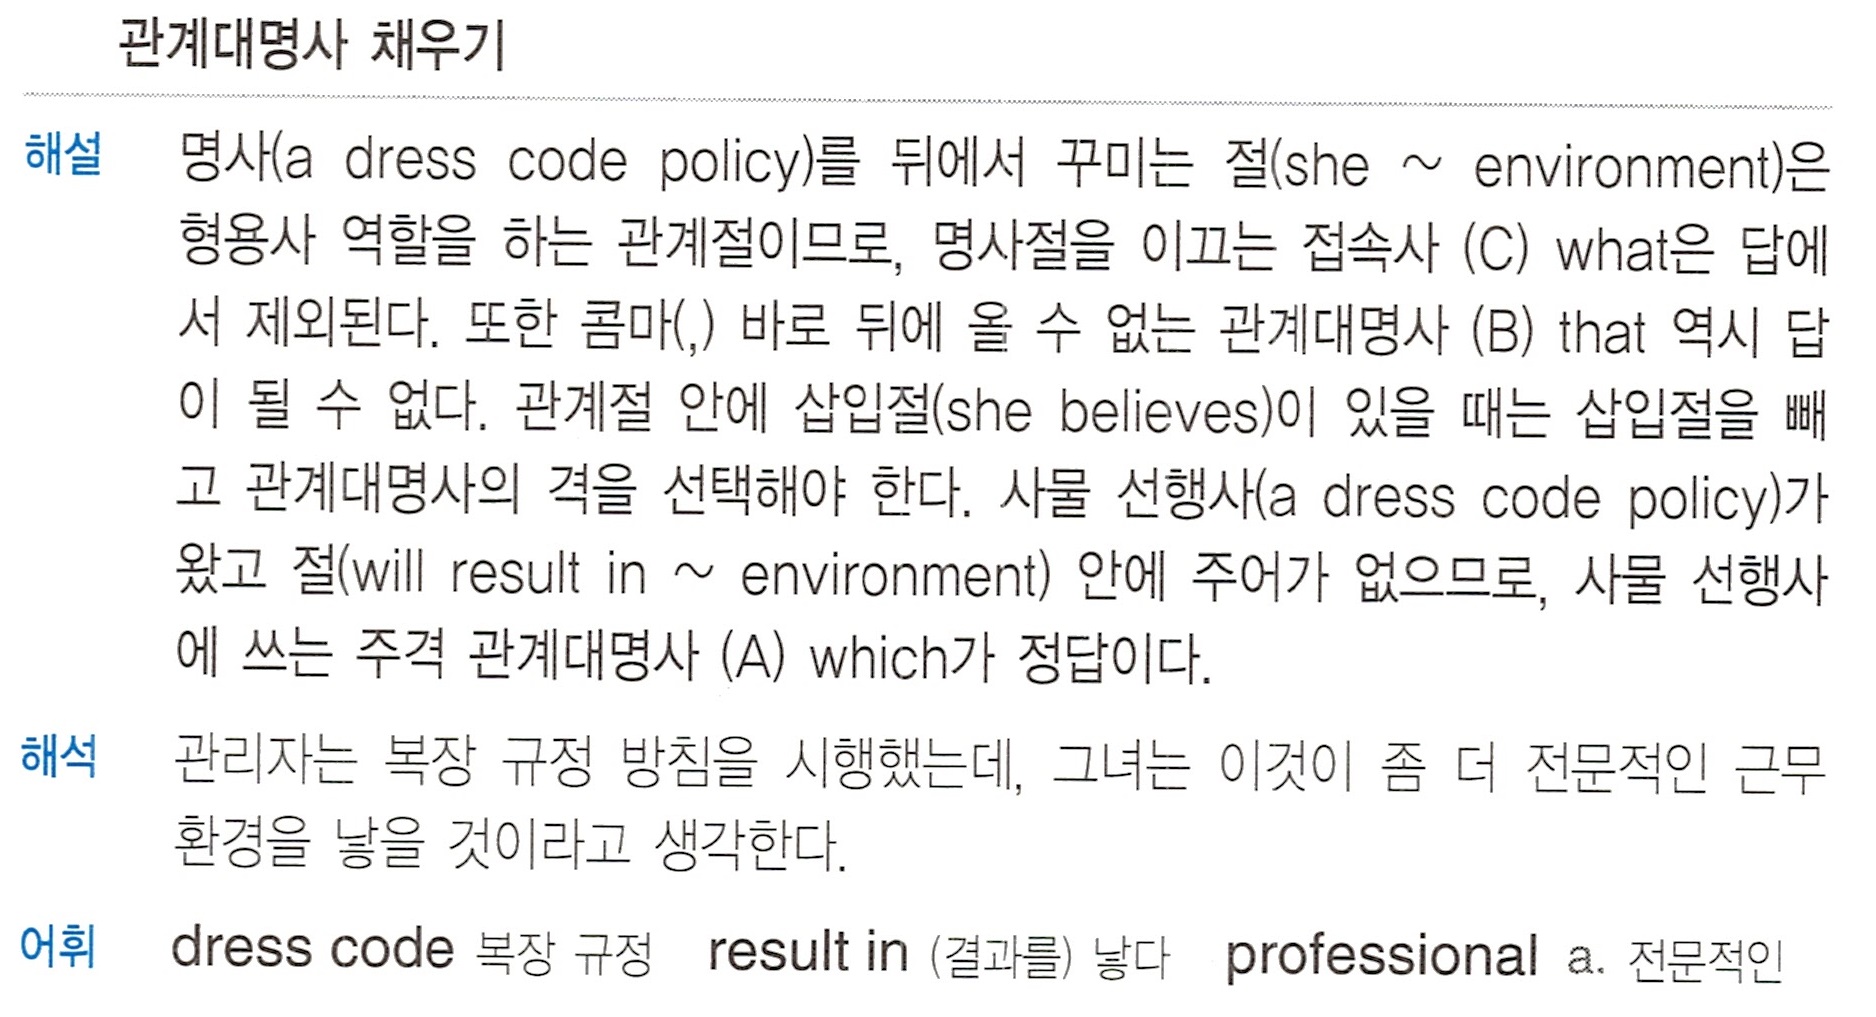 관계대명사 채우기
해설 명사(a dress code policy)를 뒤에서 꾸미는 절(she ~ environment)은
형용사 역할을 하는 관계절이므로, 명사절을 이끄는 접속사 (C) what은 답에
서 제외된다. 또한 콤마(,) 바로 뒤에 올 수 없는 관계대명사 (B) that 역시 답
이 될 수 없다. 관계절 안에 삽입절(she believes)이 있을 때는 삽입절을 빼
고 관계대명사의 격을 선택해야 한다. 사물 선행사(a dress code policy)가
왔고 절(will result in ~ environment) 안에 주어가 없으므로, 사물 선행사
에 쓰는 주격 관계대명사 (A) which가 정답이다.
해석 관리자는 복장 규정 방침을 시행했는데, 그녀는 이것이 좀 더 전문적인 근무
환경을 낳을 것이라고 생각한다.
어휘 dress code 복장 규정 result in (결과를) 낳다 professional a. 전문적인